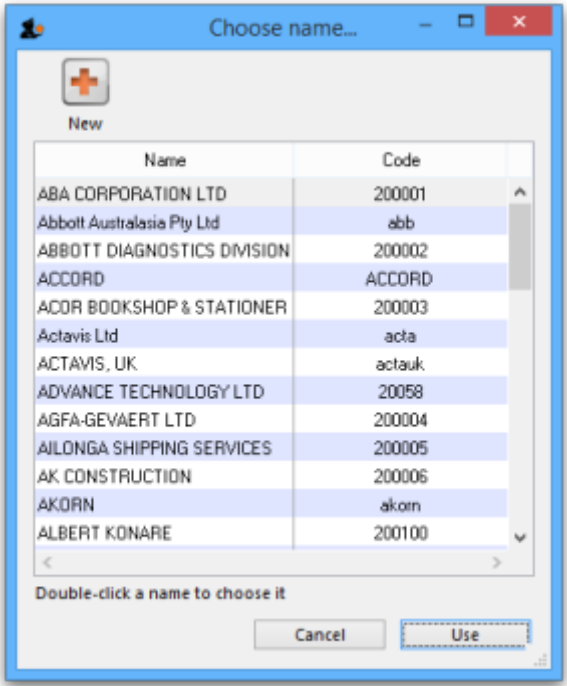 Choose name...
New
Name Code
ABA CORPORATION LTD 200001
Abbott Australasia Pty Ltd abb
ABBOTT DIAGNOSTICS DIVISION 200002
ACCORD ACCORD
ACOR BOOKSHOP & STATIONER 200003
Actavis Ltd acta
ACTAVIS, UK actauk
ADVANCE TECHNOLOGY LTD 20058
AGFA-GEVAERT LTD 200004
AILONGA SHIPPING SERVICES 200005
AK CONSTRUCTION 200006
AKORN akorn
ALBERT KONARE 200100
Double-click a name to choose it
Cancel Use